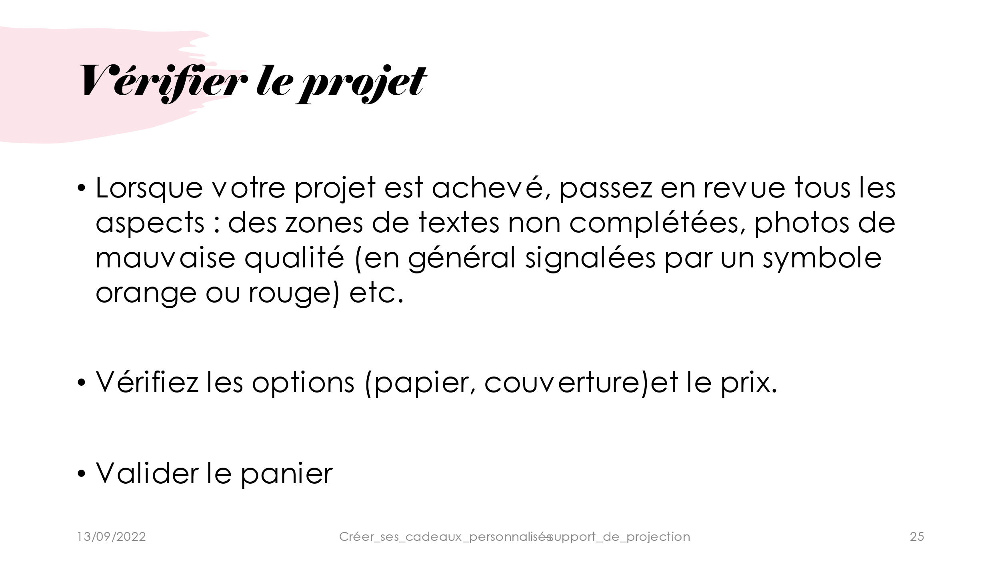 Vérifier le projet
• Lorsque votre projet est achevé, passez en revue tous les
aspects : des zones de textes non complétées, photos de
mauvaise qualité (en général signalées par un symbole
orange ou rouge) etc.
• Vérifiez les options (papier, couverture)et le prix.
• Valider le panier
13/09/2022
Créer_ses_cadeaux_personnalisés-support_de_projection
25